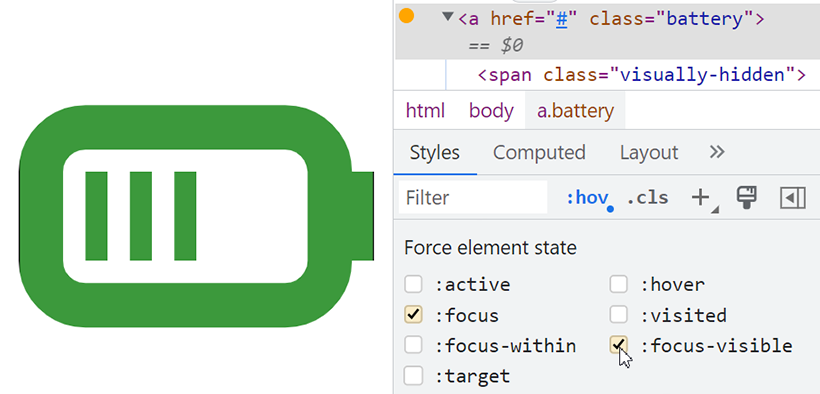 <a href="#" class="battery">
== $0
<span class="visually-hidden">
html body a.battery
Styles Computed Layout »
Filter :hov .cls +
Force element state
:active :hover
:focus :visited
:focus-within :focus-visible
:target